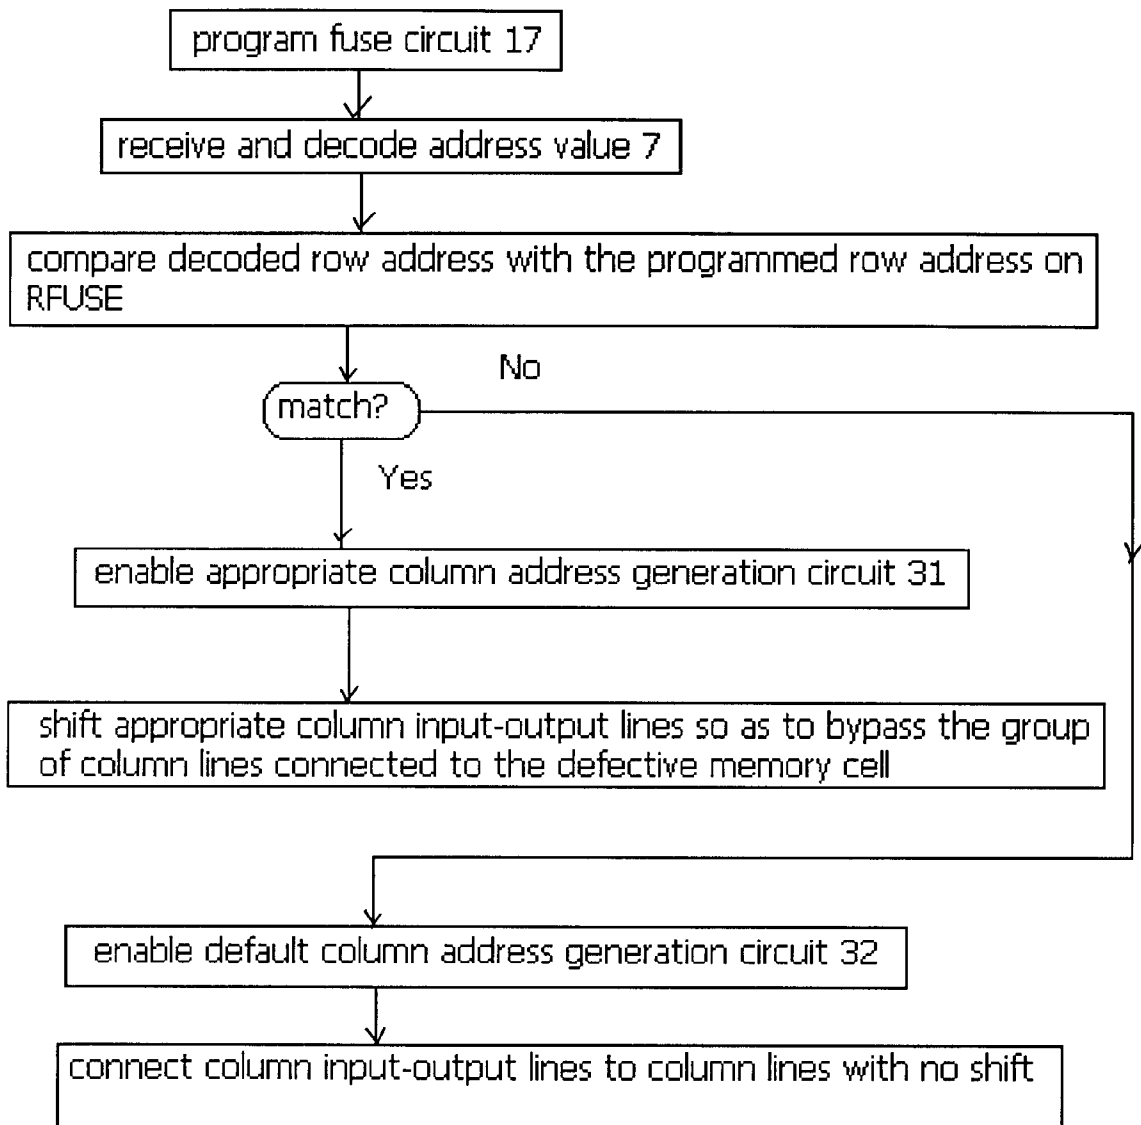 program fuse circuit 17
receive and decode address value 7
compare decoded row address with the programmed row address on
RFUSE
No
match?
Yes
enable appropriate column address generation circuit 31
shift appropriate column input-output lines so as to bypass the group
of column lines connected to the defective memory cell
enable default column address generation circuit 32
connect column input-output lines to column lines with no shift